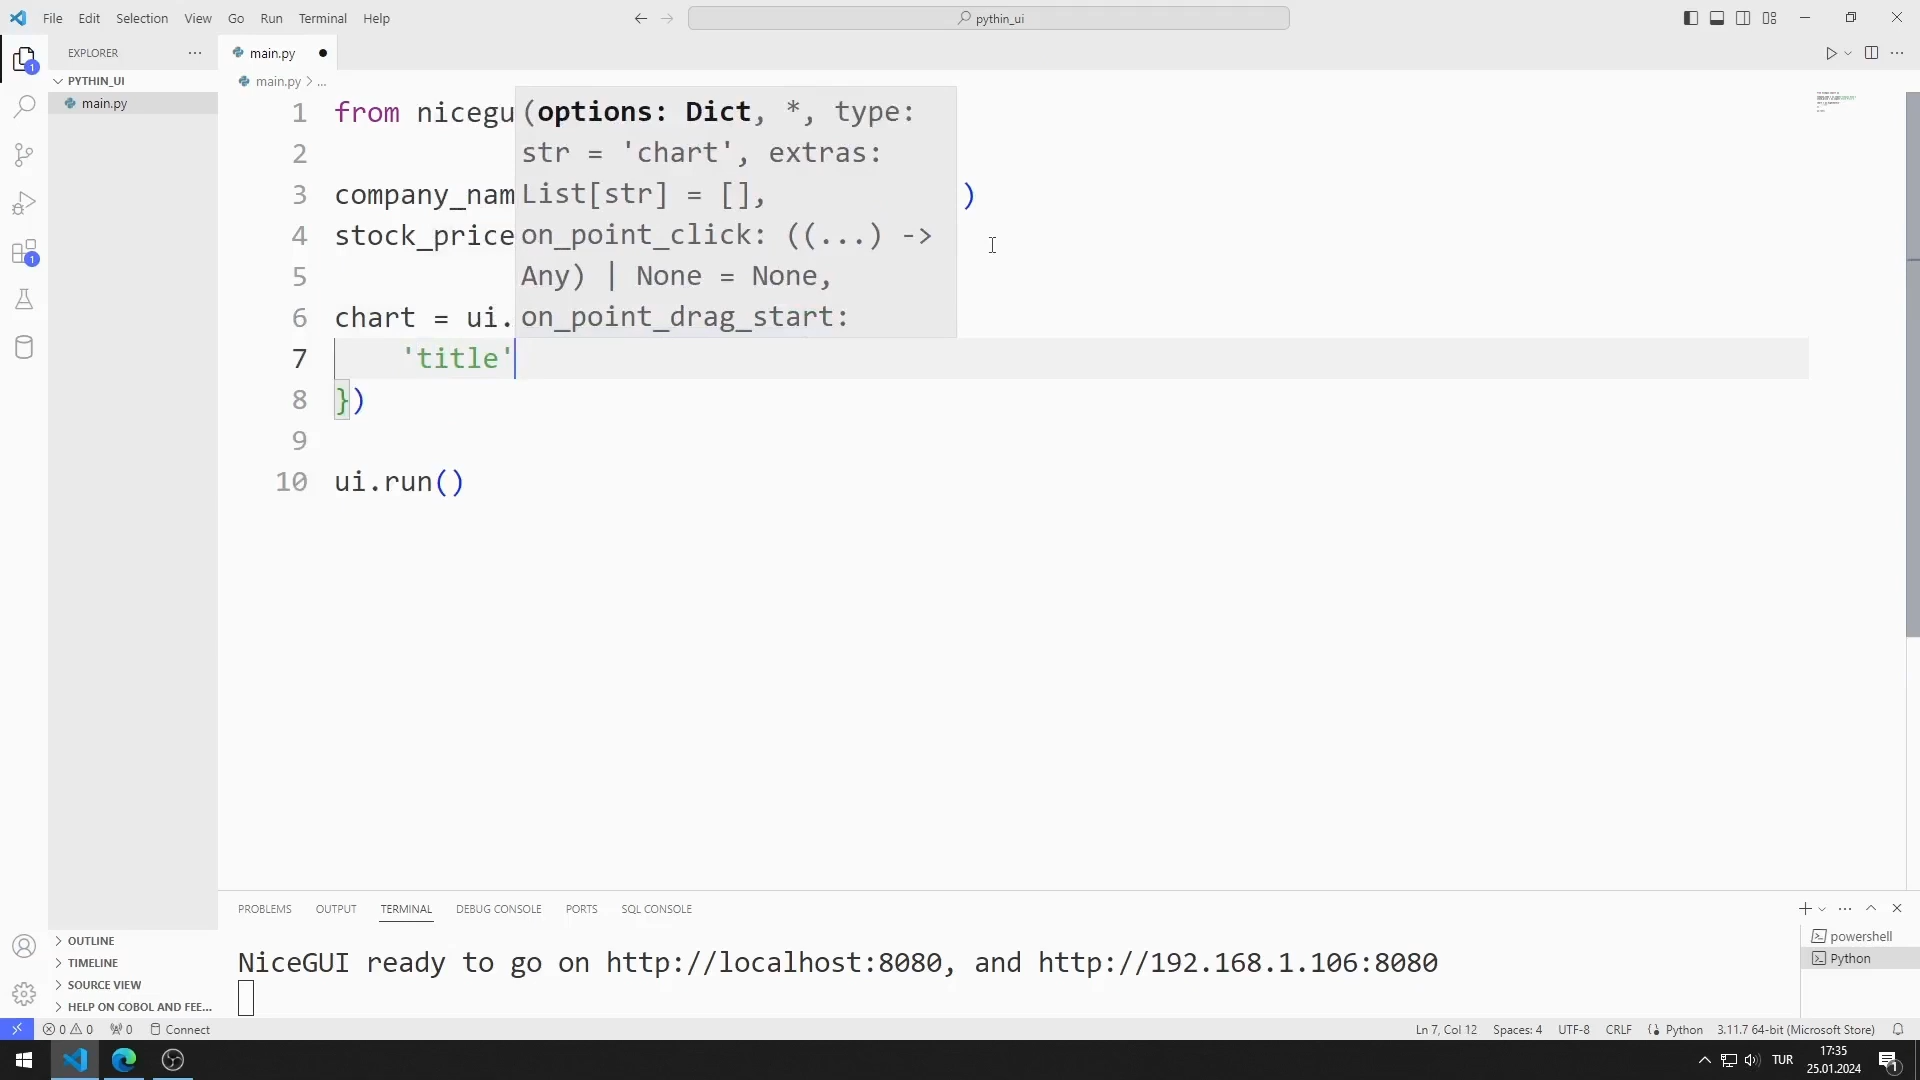 File Edit Selection View Go Run Terminal Help
pythin_ui
EXPLORER
main.py
PYTHIN_UI
main.py
main.py > ...
1 from nicegu
2
3 company_nam )
4 stock_price
5
6 chart = ui.
7 'title'
8 })
9
10 ui.run()
(options: Dict, *, type:
str = 'chart', extras:
List[str] = [],
on_point_click: ((...) ->
Any) | None = None,
on_point_drag_start:
1
1
OUTLINE
TIMELINE
SOURCE VIEW
HELP ON COBOL AND FEE...
PROBLEMS OUTPUT TERMINAL DEBUG CONSOLE PORTS SQL CONSOLE
NiceGUI ready to go on http://localhost:8080, and http://192.168.1.106:8080
powershell
Python
0 0 0 Connect
Ln 7, Col 12 Spaces: 4 UTF-8 CRLF Python 3.11.7 64-bit (Microsoft Store)
TUR
17:35
25.01.2024
1